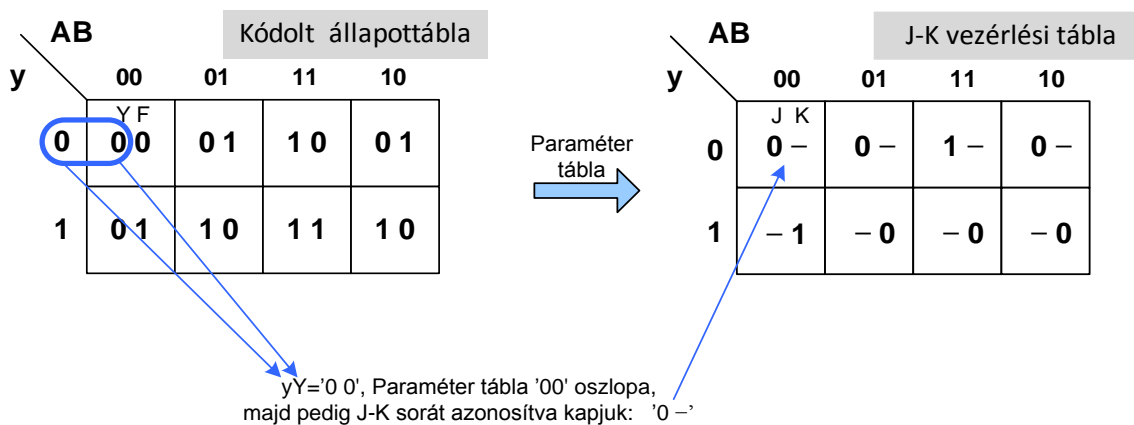 AB
Kódolt állapottábla
y
00 01 11 10
Y F
0 0 0 0 1 1 0 0 1
1 0 1 1 0 1 1 1 0
Paraméter
tábla
AB
J-K vezérlési tábla
y
00 01 11 10
J K
0 0 – 0 – 1 – 0 –
1 – 1 – 0 – 0 – 0
yY='0 0', Paraméter tábla '00' oszlopa,
majd pedig J-K sorát azonosítva kapjuk: '0 –’